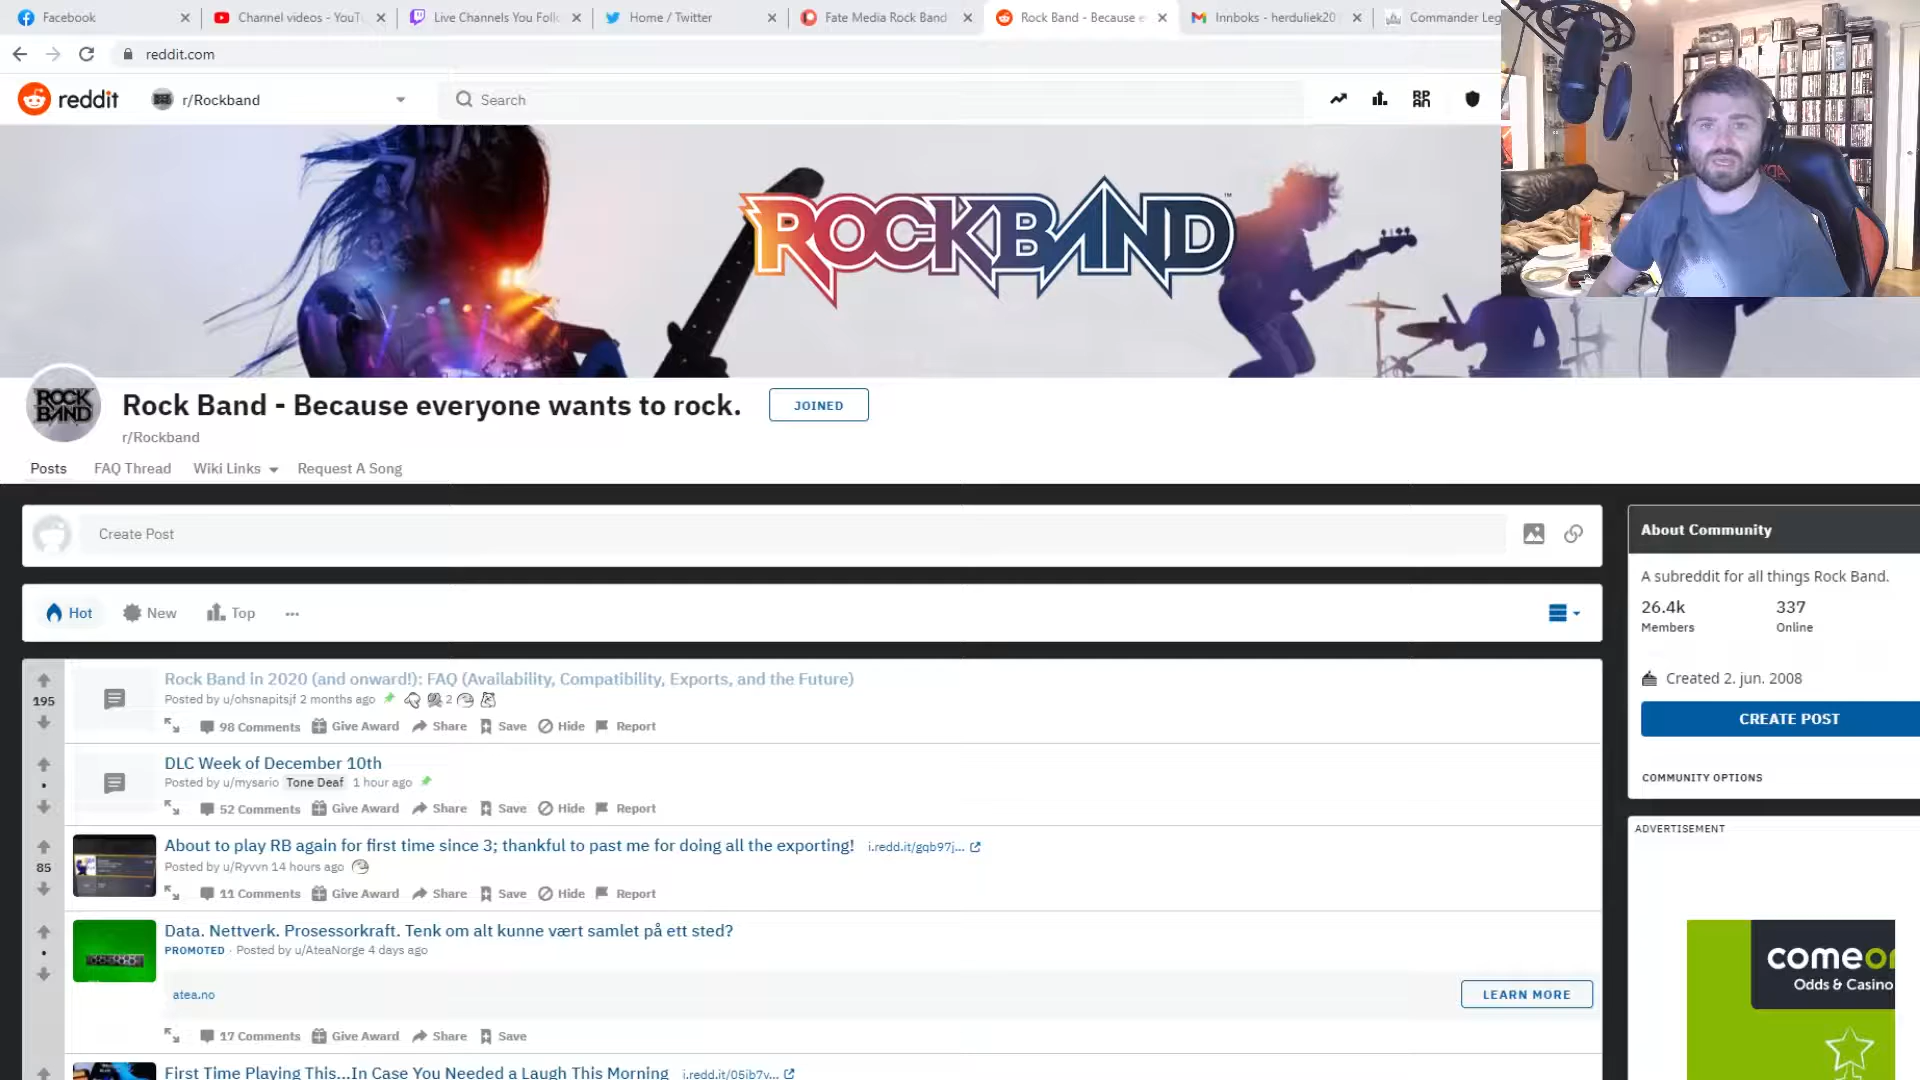 Facebook
Channel videos - YouT
Live Channels You Foll
Home / Twitter
Fate Media Rock Band
Rock Band - Because e
Innboks - herduliek20
Commander Leg
reddit.com
reddit
r/Rockband
Search
ROCKBAND
ROCK BAND
Rock Band - Because everyone wants to rock.
JOINED
r/Rockband
Posts
FAQ Thread
Wiki Links
Request A Song
Create Post
Hot
New
Top
195
Rock Band in 2020 (and onward!): FAQ (Availability, Compatibility, Exports, and the Future)
Posted by u/ohsnapitsjf 2 months ago 2
98 Comments Give Award Share Save Hide Report
DLC Week of December 10th
Posted by u/mysario Tone Deaf 1 hour ago
52 Comments Give Award Share Save Hide Report
85
About to play RB again for first time since 3; thankful to past me for doing all the exporting! i.redd.it/gqb97j...
Posted by u/Ryvvn 14 hours ago
11 Comments Give Award Share Save Hide Report
Data. Nettverk. Prosessorkraft. Tenk om alt kunne vært samlet på ett sted?
PROMOTED · Posted by u/AteaNorge 4 days ago
atea.no
LEARN MORE
17 Comments Give Award Share Save
First Time Playing This...In Case You Needed a Laugh This Morning i.redd.it/05ib7v...
About Community
A subreddit for all things Rock Band.
26.4k 337
Members Online
Created 2. jun. 2008
CREATE POST
COMMUNITY OPTIONS
ADVERTISEMENT
comeon
Odds & Casino